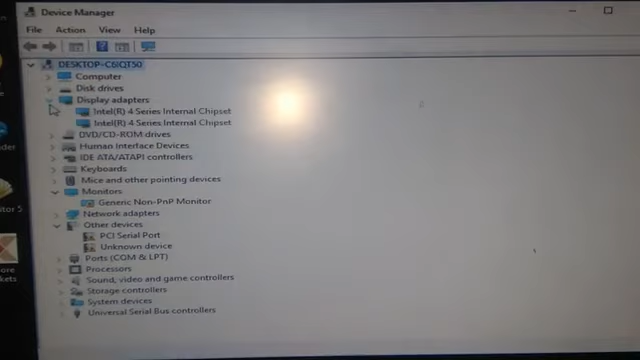 Device Manager
File Action View Help
DESKTOP-C6IQT50
Computer
Disk drives
Display adapters
Intel(R) 4 Series Internal Chipset
Intel(R) 4 Series Internal Chipset
DVD/CD-ROM drives
Human Interface Devices
IDE ATA/ATAPI controllers
Keyboards
Mice and other pointing devices
Monitors
Generic Non-PnP Monitor
Network adapters
Other devices
PCI Serial Port
Unknown device
Ports (COM & LPT)
Processors
Sound, video and game controllers
Storage controllers
System devices
Universal Serial Bus controllers